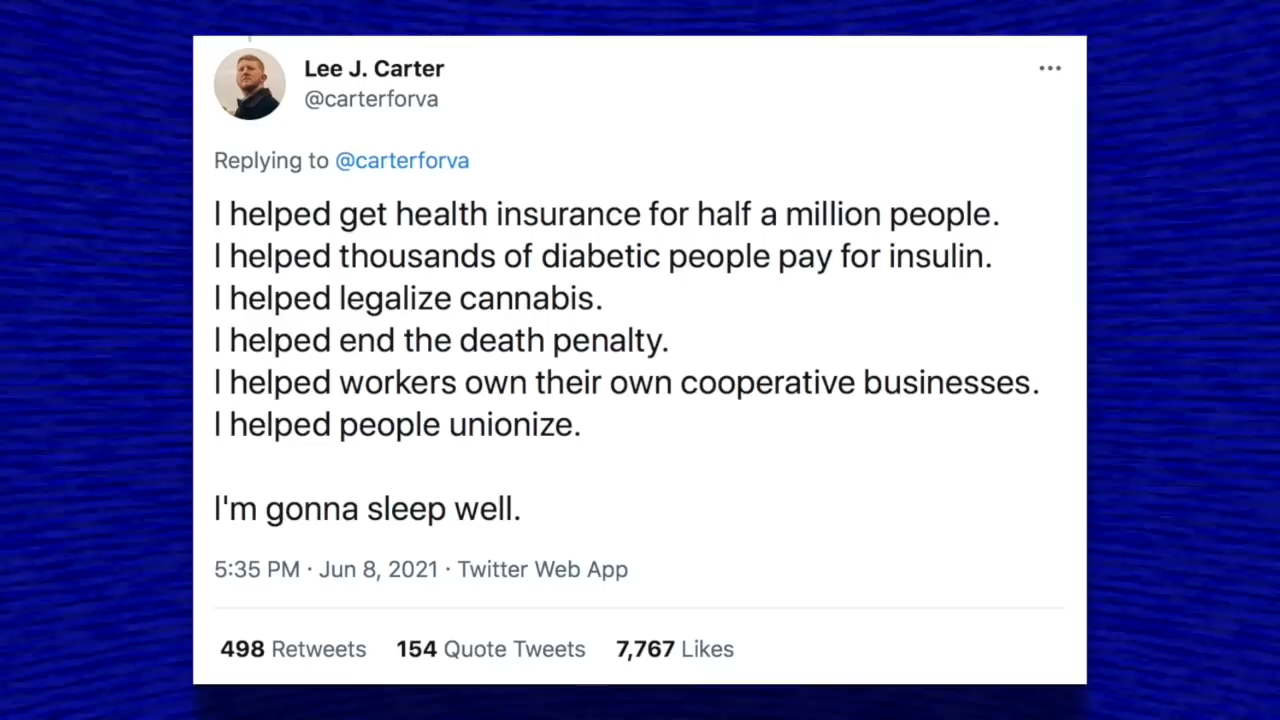 Lee J. Carter
@carterforva
Replying to @carterforva
I helped get health insurance for half a million people.
I helped thousands of diabetic people pay for insulin.
I helped legalize cannabis.
I helped end the death penalty.
I helped workers own their own cooperative businesses.
I helped people unionize.
I'm gonna sleep well.
5:35 PM · Jun 8, 2021 · Twitter Web App
498 Retweets 154 Quote Tweets 7,767 Likes